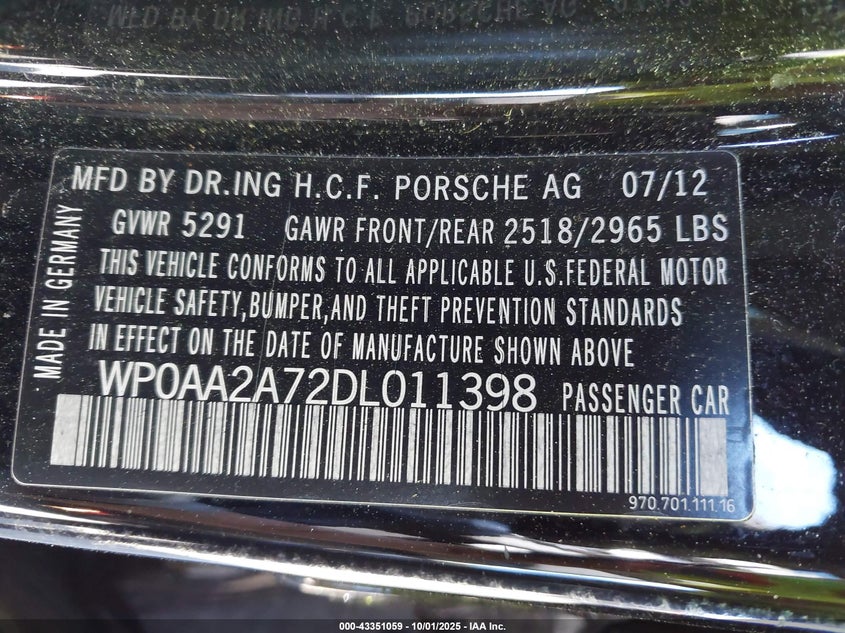 MFD BY DR.ING H.C.F. PORSCHE AG 07/12
GVWR 5291 GAWR FRONT/REAR 2518/2965 LBS
THIS VEHICLE CONFORMS TO ALL APPLICABLE U.S.FEDERAL MOTOR
VEHICLE SAFETY,BUMPER,AND THEFT PREVENTION STANDARDS
IN EFFECT ON THE DATE OF MANUFACTURE SHOWN ABOVE
WP0AA2A72DL011398 PASSENGER CAR
970.701.111.16
MADE IN GERMANY
000-43351059 - 10/01/2025 - IAA Inc.